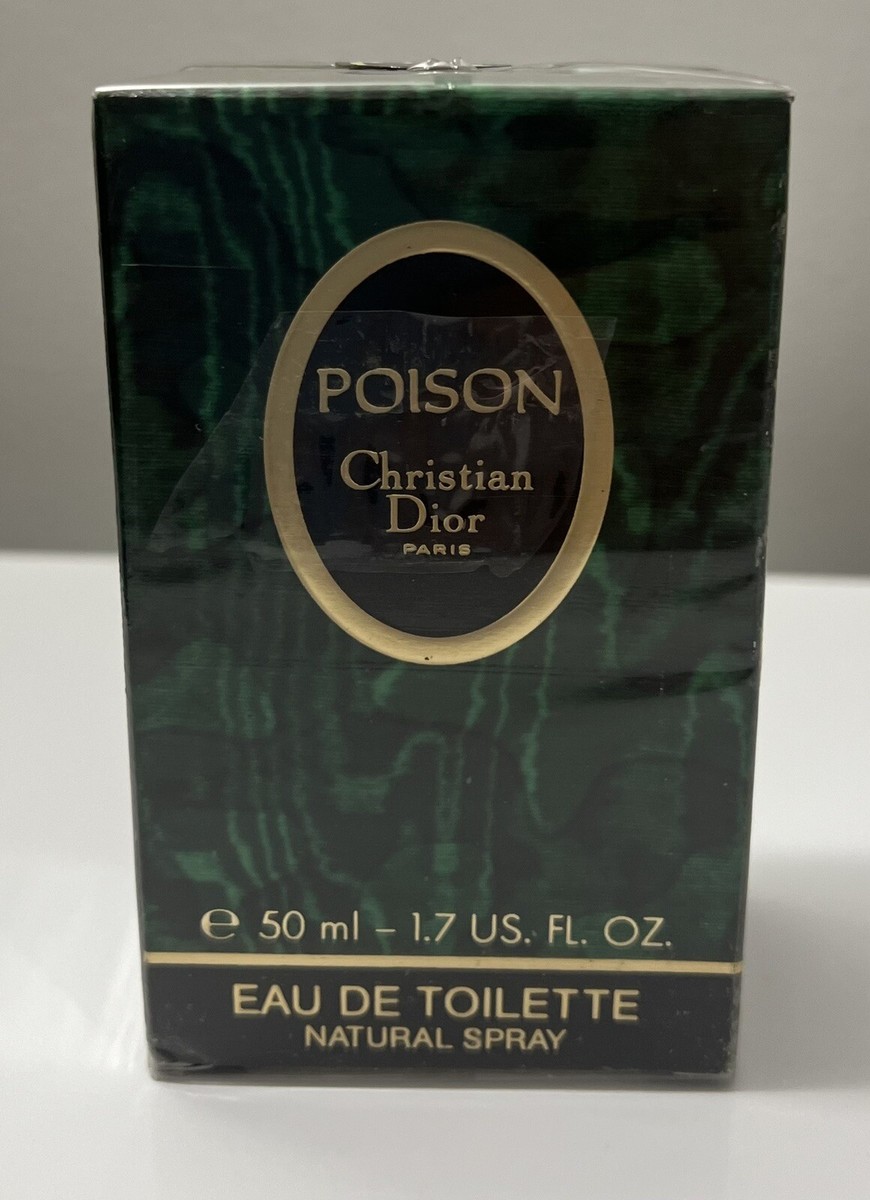 POISON
Christian
Dior
PARIS
℮ 50 ml – 1.7 US. FL. OZ.
EAU DE TOILETTE
NATURAL SPRAY